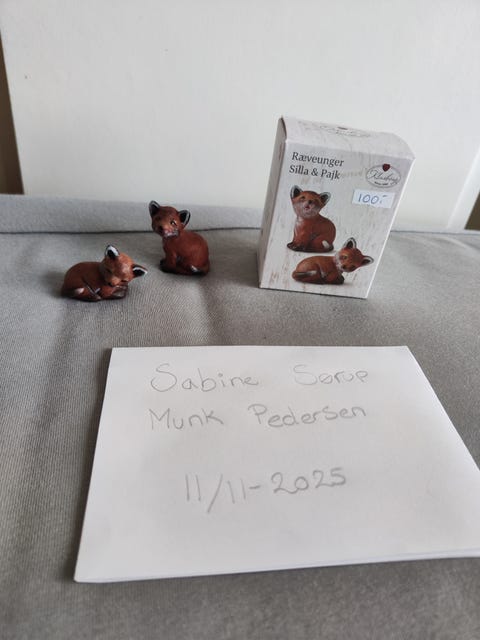 Ræveunger
Silla & Pajk
100,-
Sabine Sørup
Munk Pedersen
11/11-2025